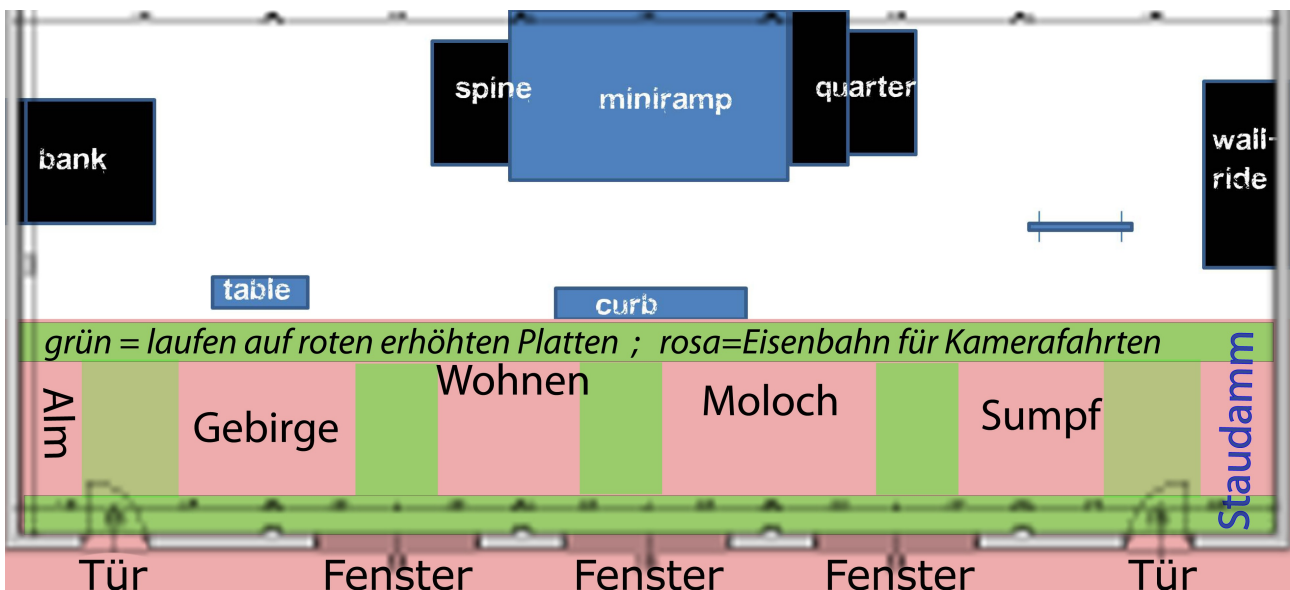 spine
miniramp
quarter
bank
wall-
ride
table
curb
grün = laufen auf roten erhöhten Platten ; rosa=Eisenbahn für Kamerafahrten
Alm
Gebirge
Wohnen
Moloch
Sumpf
Staudamm
Tür
Fenster
Fenster
Fenster
Tür